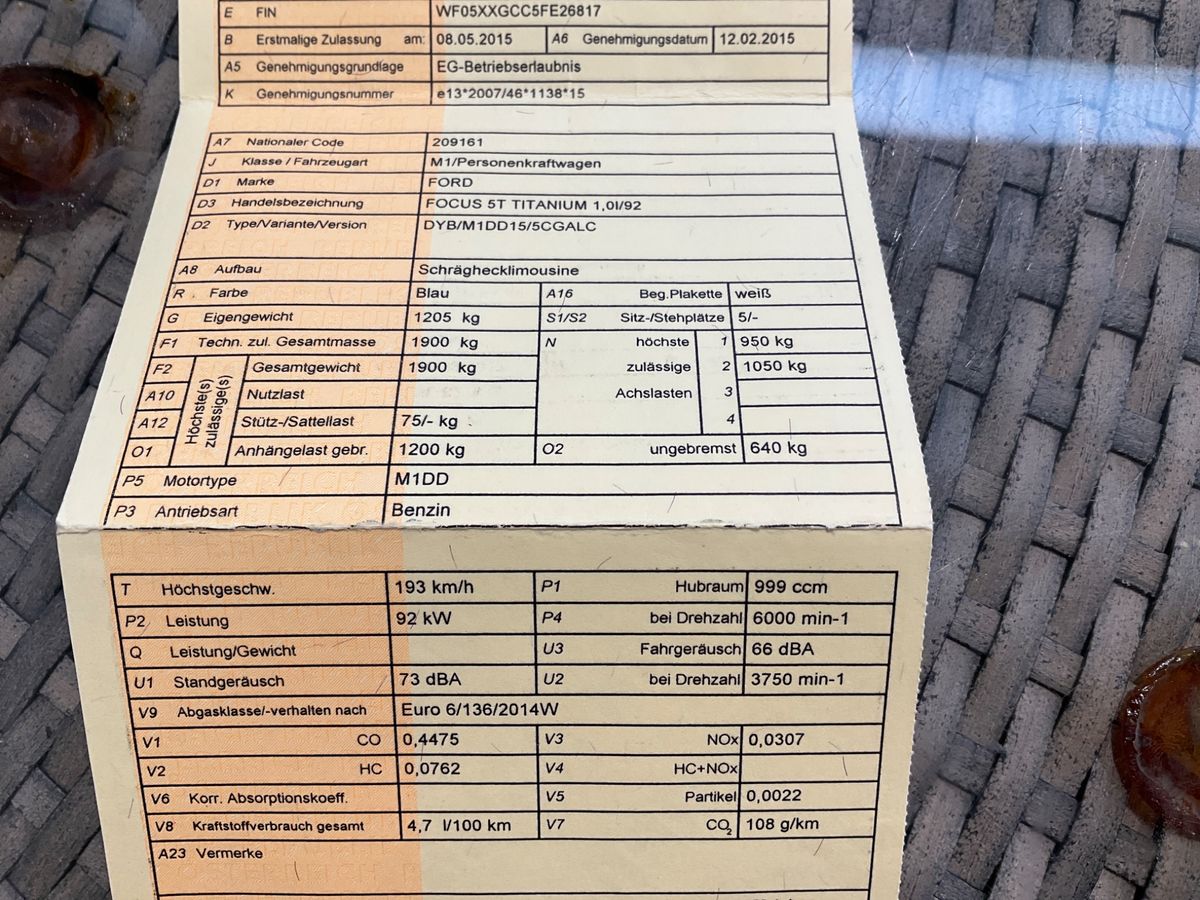 E FIN WF05XXGCC5FE26817
B Erstmalige Zulassung am: 08.05.2015 A6 Genehmigungsdatum 12.02.2015
A5 Genehmigungsgrundlage EG-Betriebserlaubnis
K Genehmigungsnummer e13*2007/46*1138*15
A7 Nationaler Code 209161
J Klasse / Fahrzeugart M1/Personenkraftwagen
D1 Marke FORD
D3 Handelsbezeichnung FOCUS 5T TITANIUM 1,0l/92
D2 Type/Variante/Version DYB/M1DD15/5CGALC
A8 Aufbau Schräghecklimousine
R Farbe Blau A16 Beg.Plakette weiß
G Eigengewicht 1205 kg S1/S2 Sitz-/Stehplätze 5/-
F1 Techn. zul. Gesamtmasse 1900 kg N höchste 1 950 kg
F2 Höchste(s) zulässige(s) Gesamtgewicht 1900 kg zulässige 2 1050 kg
A10 Nutzlast Achslasten 3
A12 Stütz-/Sattellast 75/- kg 4
O1 Anhängelast gebr. 1200 kg O2 ungebremst 640 kg
P5 Motortype M1DD
P3 Antriebsart Benzin
T Höchstgeschw. 193 km/h P1 Hubraum 999 ccm
P2 Leistung 92 kW P4 bei Drehzahl 6000 min-1
Q Leistung/Gewicht U3 Fahrgeräusch 66 dBA
U1 Standgeräusch 73 dBA U2 bei Drehzahl 3750 min-1
V9 Abgasklasse/-verhalten nach Euro 6/136/2014W
V1 CO 0,4475 V3 NOx 0,0307
V2 HC 0,0762 V4 HC+NOx
V6 Korr. Absorptionskoeff. V5 Partikel 0,0022
V8 Kraftstoffverbrauch gesamt 4,7 l/100 km V7 CO₂ 108 g/km
A23 Vermerke